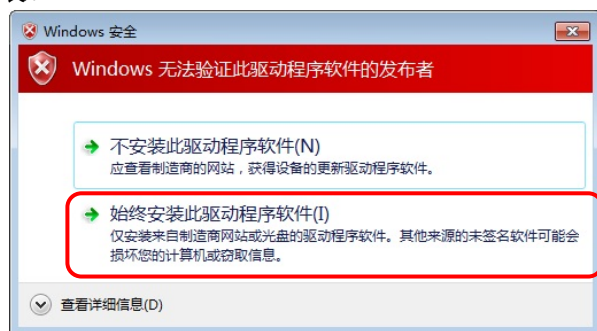 Windows 安全
Windows 无法验证此驱动程序软件的发布者
不安装此驱动程序软件(N)
应查看制造商的网站，获得设备的更新驱动程序软件。
始终安装此驱动程序软件(I)
仅安装来自制造商网站或光盘的驱动程序软件。其他来源的未签名软件可能会
损坏您的计算机或窃取信息。
查看详细信息(D)